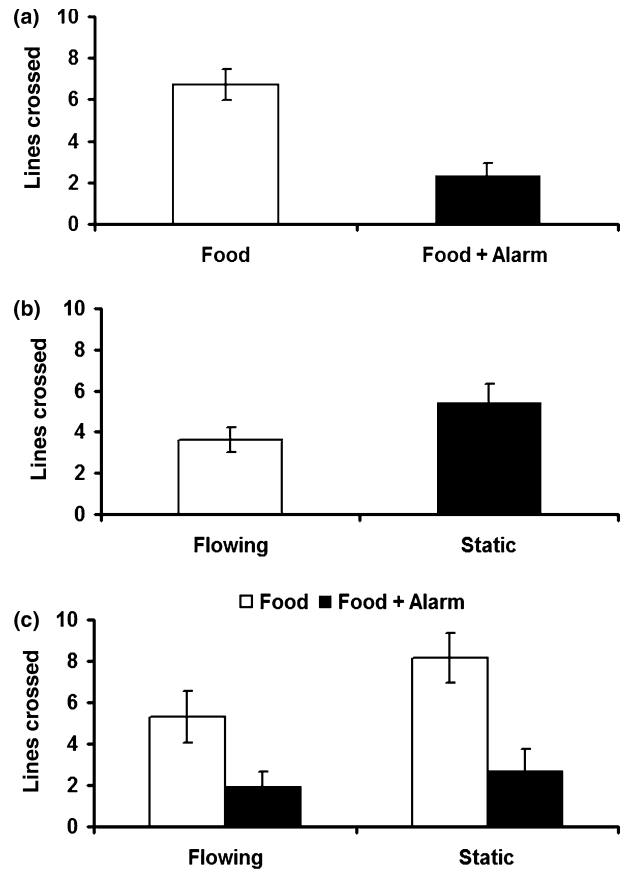 (a)
Lines crossed
10
8
6
4
2
0
Food Food + Alarm
(b)
Lines crossed
10
8
6
4
2
0
Flowing Static
Food Food + Alarm
(c)
Lines crossed
10
8
6
4
2
0
Flowing Static